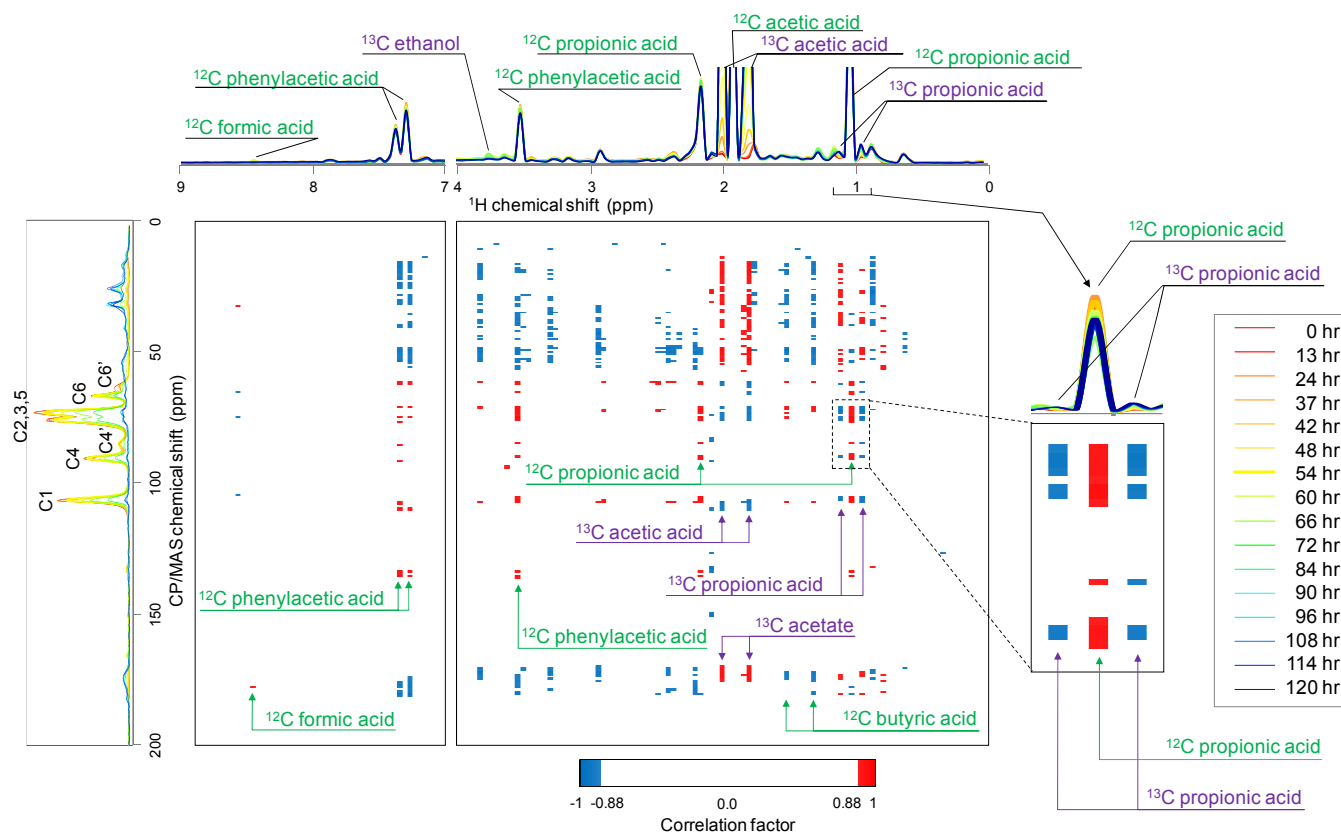 ¹²C acetic acid
¹³C ethanol
¹²C propionic acid
¹³C acetic acid
¹²C propionic acid
¹²C phenylacetic acid
¹²C phenylacetic acid
¹³C propionic acid
¹²C formic acid
9
8
7
4
3
2
1
0
¹H chemical shift (ppm)
0
50
100
150
200
CP/MAS chemical shift (ppm)
C2,3,5
C6
C6'
C4
C4'
C1
¹²C propionic acid
¹³C acetic acid
¹³C propionic acid
¹²C phenylacetic acid
¹²C phenylacetic acid
¹³C acetate
¹²C formic acid
¹²C butyric acid
¹²C propionic acid
¹³C propionic acid
0 hr
13 hr
24 hr
37 hr
42 hr
48 hr
54 hr
60 hr
66 hr
72 hr
84 hr
90 hr
96 hr
108 hr
114 hr
120 hr
¹²C propionic acid
¹³C propionic acid
-1 -0.88 0.0 0.88 1
Correlation factor